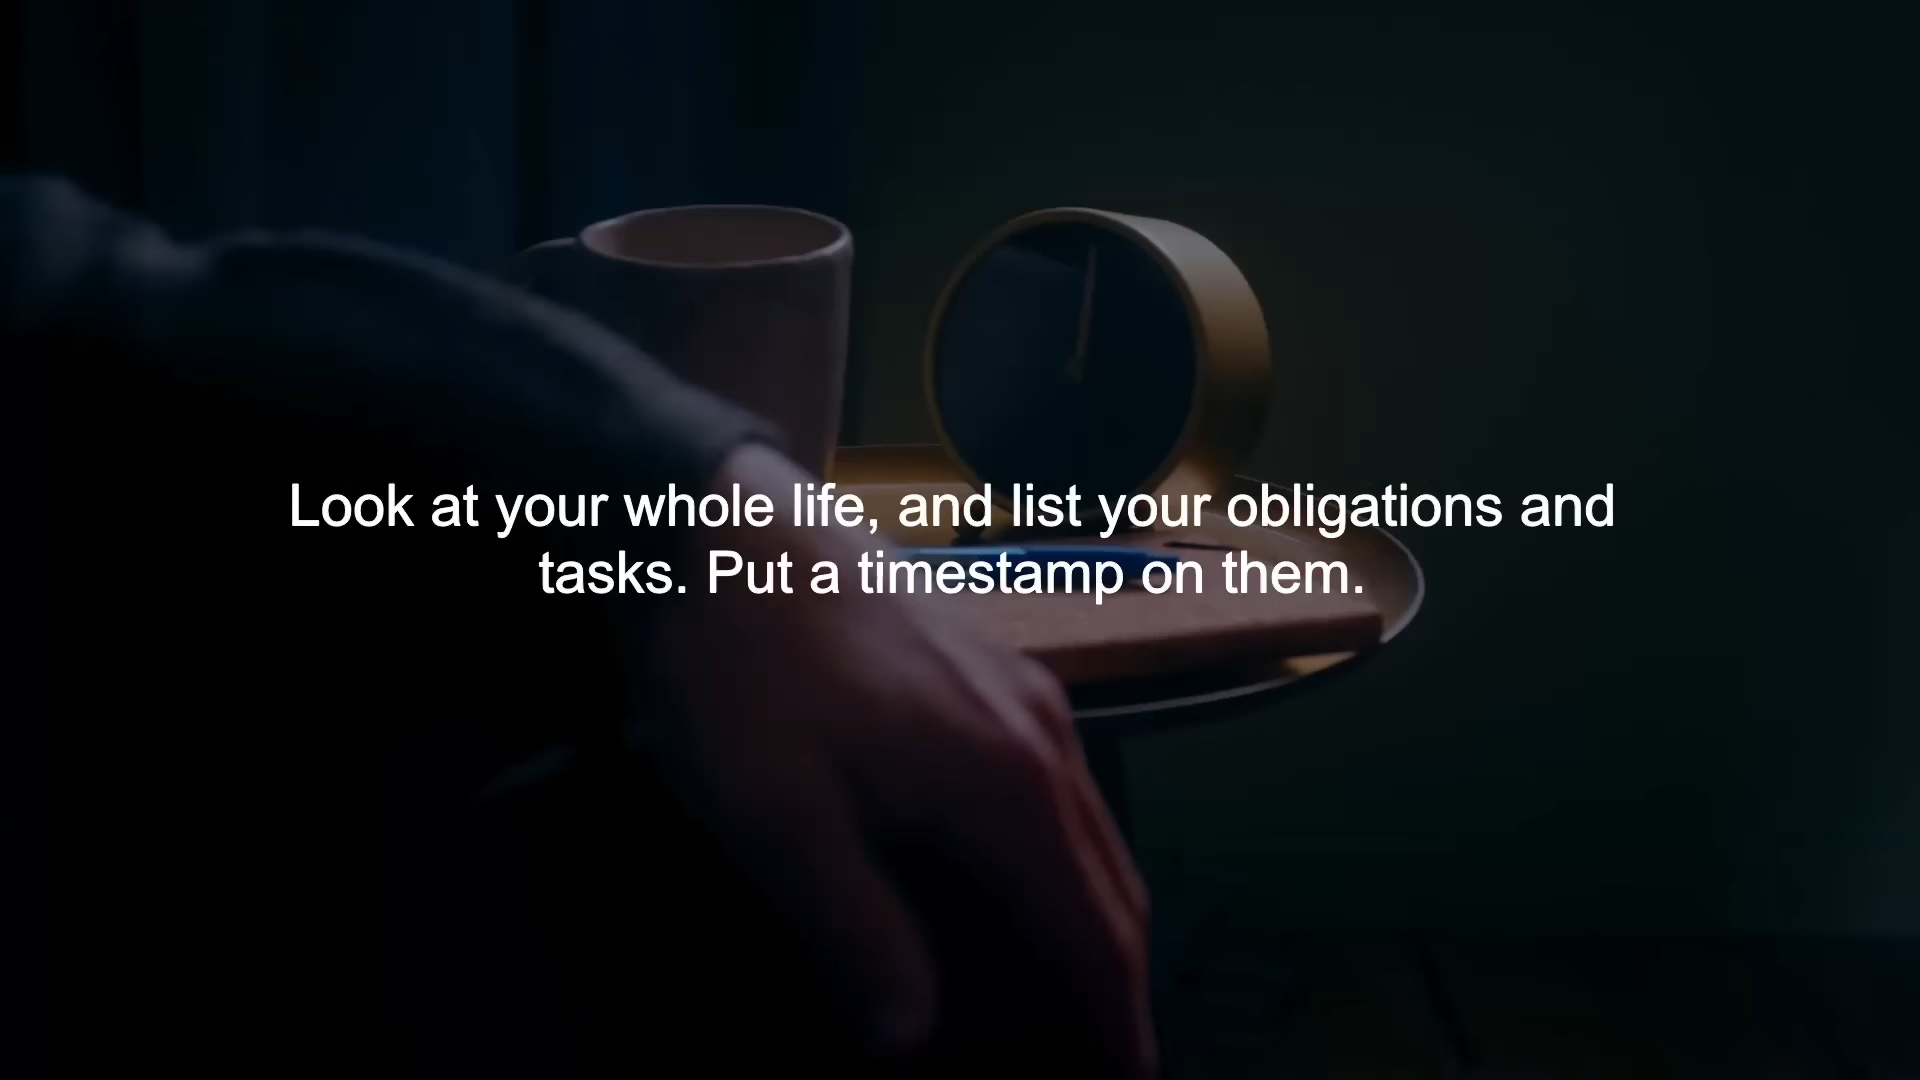 Look at your whole life, and list your obligations and
tasks. Put a timestamp on them.